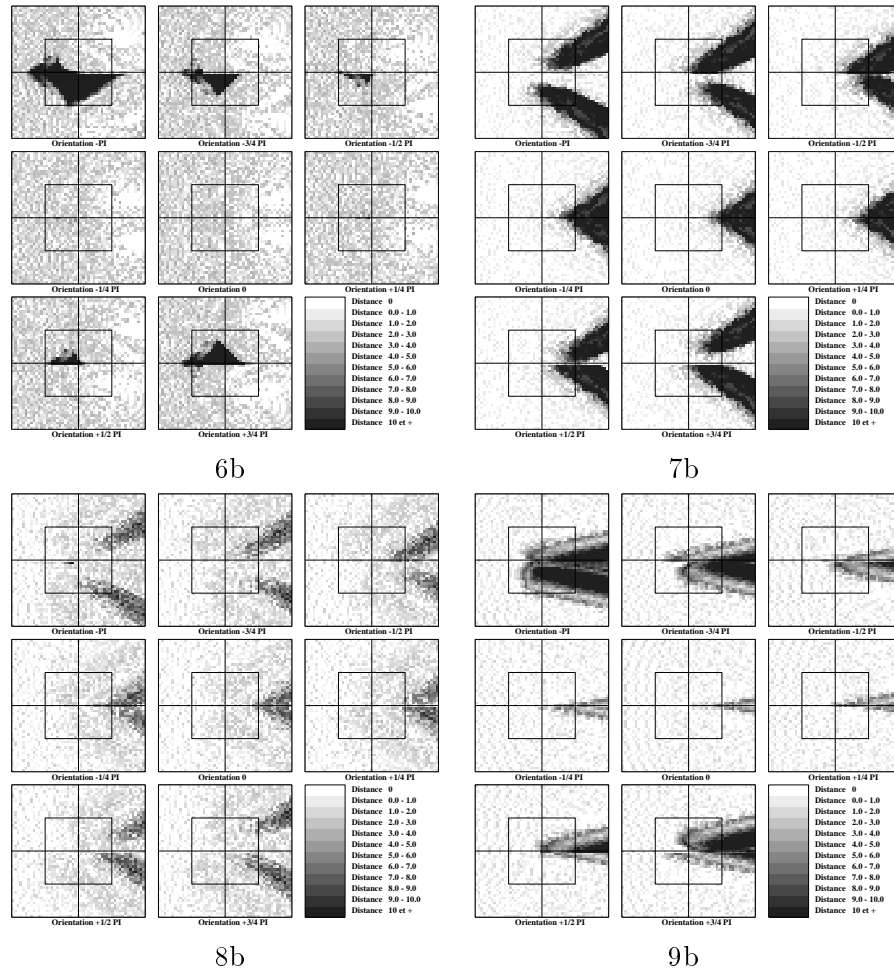 Orientation -PI
Orientation -3/4 PI
Orientation -1/2 PI
Orientation -1/4 PI
Orientation 0
Orientation +1/4 PI
Distance 0
Distance 0.0 - 1.0
Distance 1.0 - 2.0
Distance 2.0 - 3.0
Distance 3.0 - 4.0
Distance 4.0 - 5.0
Distance 5.0 - 6.0
Distance 6.0 - 7.0
Distance 7.0 - 8.0
Distance 8.0 - 9.0
Distance 9.0 - 10.0
Distance 10 et +
Orientation +1/2 PI
Orientation +3/4 PI
6b
Orientation -PI
Orientation -3/4 PI
Orientation -1/2 PI
Orientation -1/4 PI
Orientation 0
Orientation +1/4 PI
Distance 0
Distance 0.0 - 1.0
Distance 1.0 - 2.0
Distance 2.0 - 3.0
Distance 3.0 - 4.0
Distance 4.0 - 5.0
Distance 5.0 - 6.0
Distance 6.0 - 7.0
Distance 7.0 - 8.0
Distance 8.0 - 9.0
Distance 9.0 - 10.0
Distance 10 et +
Orientation +1/2 PI
Orientation +3/4 PI
7b
Orientation -PI
Orientation -3/4 PI
Orientation -1/2 PI
Orientation -1/4 PI
Orientation 0
Orientation +1/4 PI
Distance 0
Distance 0.0 - 1.0
Distance 1.0 - 2.0
Distance 2.0 - 3.0
Distance 3.0 - 4.0
Distance 4.0 - 5.0
Distance 5.0 - 6.0
Distance 6.0 - 7.0
Distance 7.0 - 8.0
Distance 8.0 - 9.0
Distance 9.0 - 10.0
Distance 10 et +
Orientation +1/2 PI
Orientation +3/4 PI
8b
Orientation -PI
Orientation -3/4 PI
Orientation -1/2 PI
Orientation -1/4 PI
Orientation 0
Orientation +1/4 PI
Distance 0
Distance 0.0 - 1.0
Distance 1.0 - 2.0
Distance 2.0 - 3.0
Distance 3.0 - 4.0
Distance 4.0 - 5.0
Distance 5.0 - 6.0
Distance 6.0 - 7.0
Distance 7.0 - 8.0
Distance 8.0 - 9.0
Distance 9.0 - 10.0
Distance 10 et +
Orientation +1/2 PI
Orientation +3/4 PI
9b